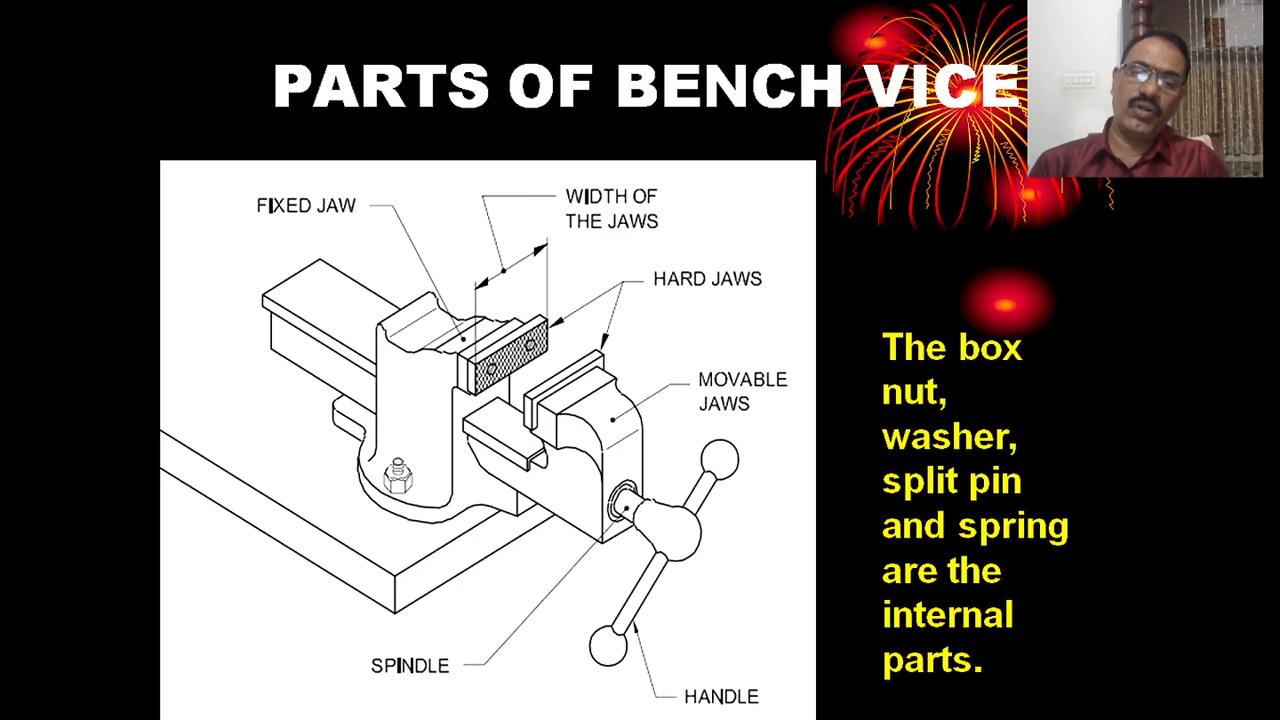 PARTS OF BENCH VICE
FIXED JAW
WIDTH OF
THE JAWS
HARD JAWS
MOVABLE
JAWS
SPINDLE
HANDLE
The box
nut,
washer,
split pin
and spring
are the
internal
parts.